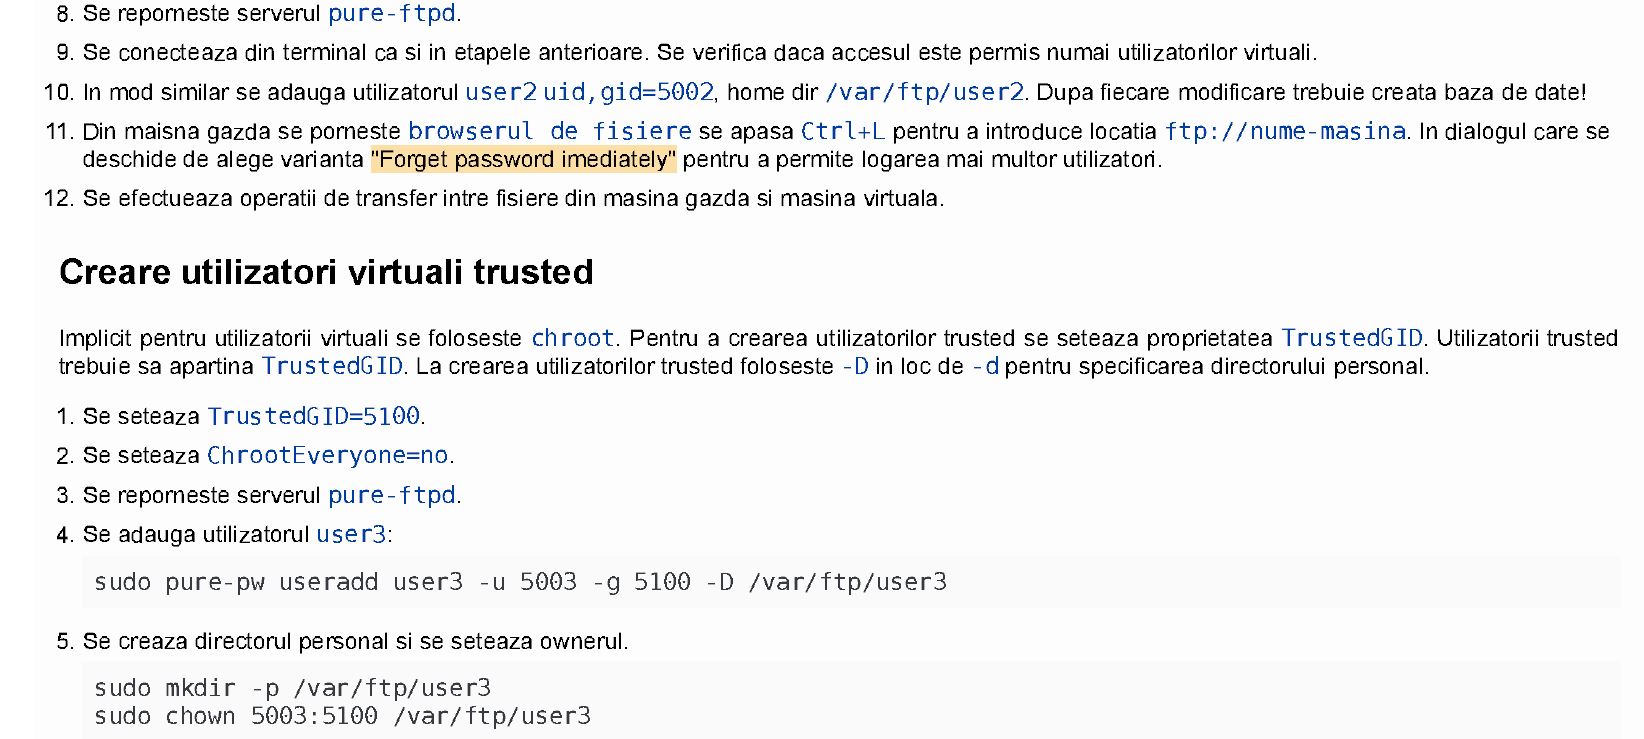 8. Se reporneste serverul pure-ftpd.
9. Se conecteaza din terminal ca si in etapele anterioare. Se verifica daca accesul este permis numai utilizatorilor virtuali.
10. In mod similar se adauga utilizatorul user2 uid,gid=5002, home dir /var/ftp/user2. Dupa fiecare modificare trebuie creata baza de date!
11. Din maisna gazda se porneste browserul de fisiere se apasa Ctrl+L pentru a introduce locatia ftp://nume-masina. In dialogul care se
deschide de alege varianta "Forget password imediately" pentru a permite logarea mai multor utilizatori.
12. Se efectueaza operatii de transfer intre fisiere din masina gazda si masina virtuala.
Creare utilizatori virtuali trusted
Implicit pentru utilizatorii virtuali se foloseste chroot. Pentru a crearea utilizatorilor trusted se seteaza proprietatea TrustedGID. Utilizatorii trusted
trebuie sa apartina TrustedGID. La crearea utilizatorilor trusted foloseste -D in loc de -d pentru specificarea directorului personal.
1. Se seteaza TrustedGID=5100.
2. Se seteaza ChrootEveryone=no.
3. Se reporneste serverul pure-ftpd.
4. Se adauga utilizatorul user3:
sudo pure-pw useradd user3 -u 5003 -g 5100 -D /var/ftp/user3
5. Se creaza directorul personal si se seteaza ownerul.
sudo mkdir -p /var/ftp/user3
sudo chown 5003:5100 /var/ftp/user3